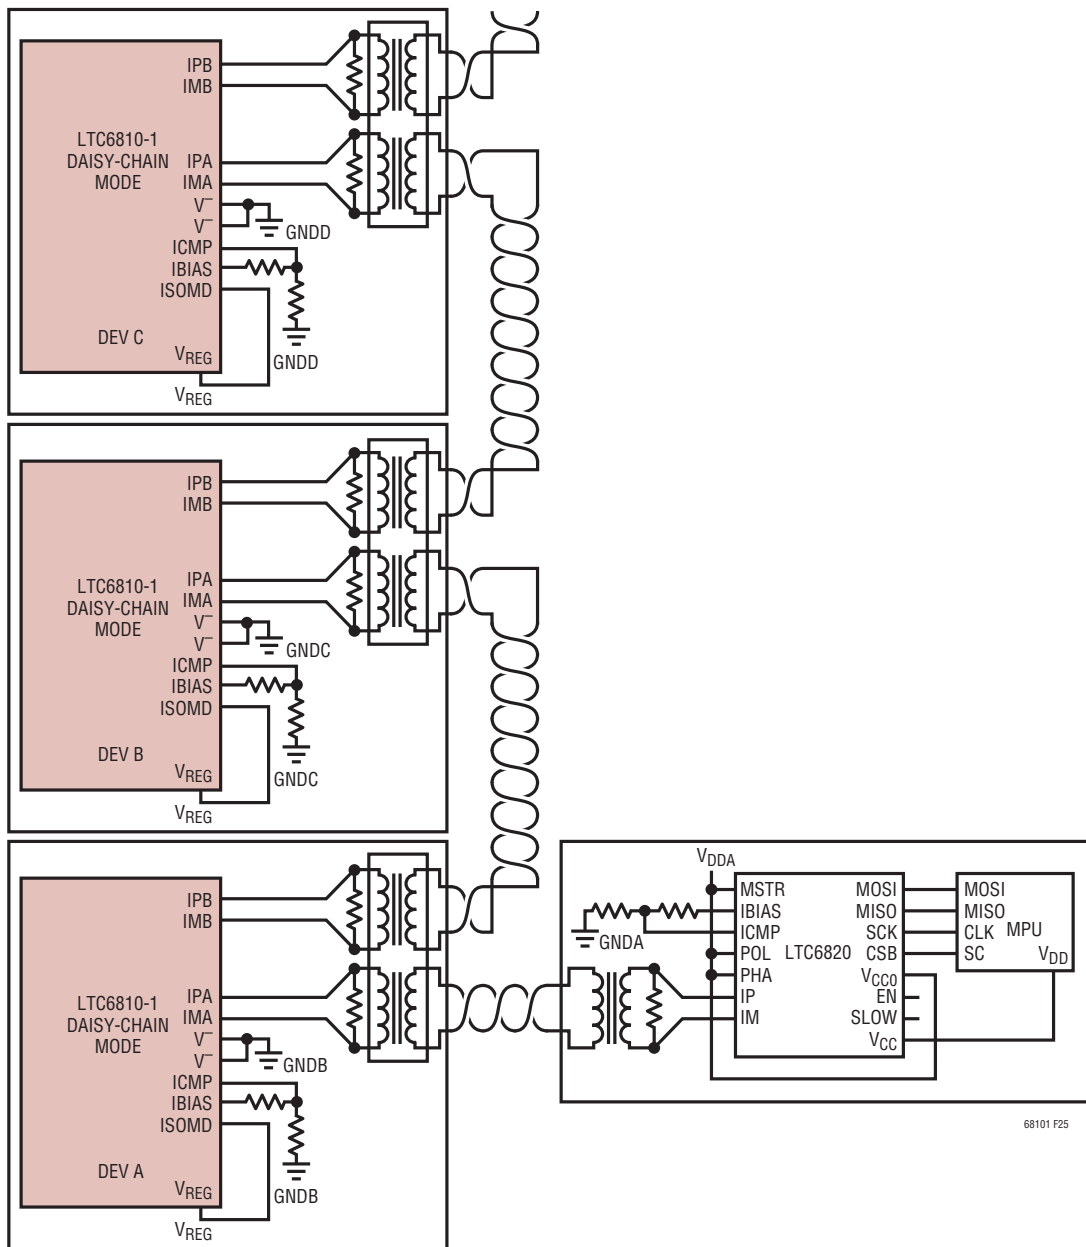 IPB
IMB
LTC6810-1
DAISY-CHAIN
MODE
IPA
IMA
V–
V–
GNDD
ICMP
IBIAS
ISOMD
GNDD
DEV C
VREG
VREG
IPB
IMB
LTC6810-1
DAISY-CHAIN
MODE
IPA
IMA
V–
V–
GNDC
ICMP
IBIAS
ISOMD
GNDC
DEV B
VREG
VREG
IPB
IMB
LTC6810-1
DAISY-CHAIN
MODE
IPA
IMA
V–
V–
GNDB
ICMP
IBIAS
ISOMD
GNDB
DEV A
VREG
VREG
VDDA
GNDA
MSTR
IBIAS
ICMP
POL
PHA
IP
IM
LTC6820
MOSI
MISO
SCK
CSB
VCC0
EN
SLOW
VCC
MOSI
MISO
CLK
SC
MPU
VDD
68101 F25